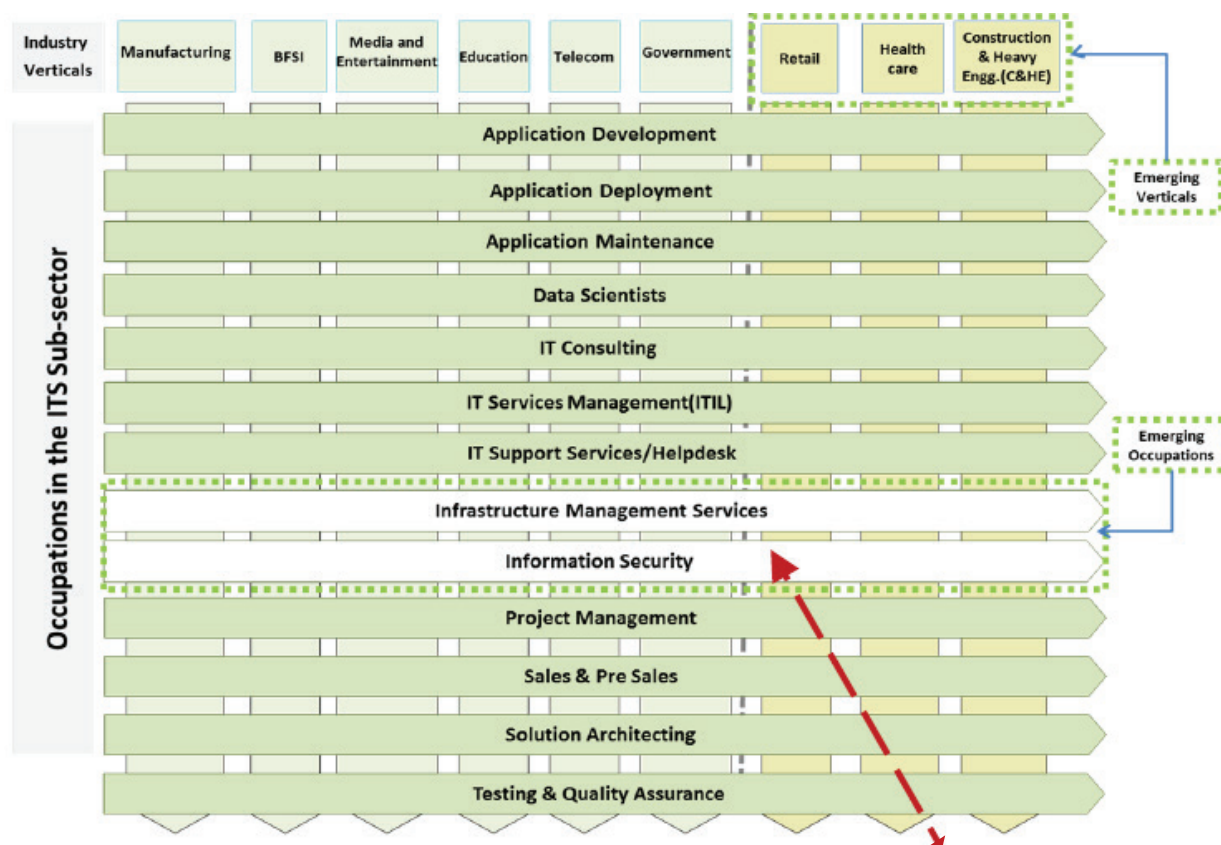 Industry
Verticals
Manufacturing
BFSI
Media and
Entertainment
Education
Telecom
Government
Retail
Health
care
Construction
& Heavy
Engg.(C&HE)
Application Development
Application Deployment
Emerging
Verticals
Application Maintenance
Data Scientists
IT Consulting
IT Services Management(ITIL)
IT Support Services/Helpdesk
Emerging
Occupations
Infrastructure Management Services
Information Security
Project Management
Sales & Pre Sales
Solution Architecting
Testing & Quality Assurance
Occupations in the ITS Sub-sector